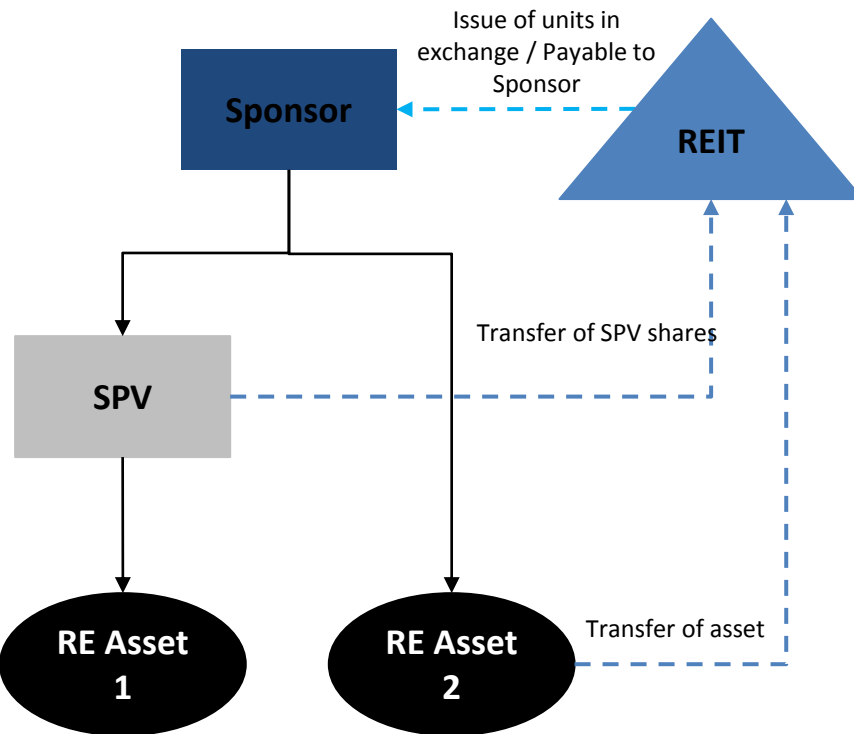 Issue of units in
exchange / Payable to
Sponsor
Sponsor
REIT
Transfer of SPV shares
SPV
RE Asset
1
RE Asset
2
Transfer of asset